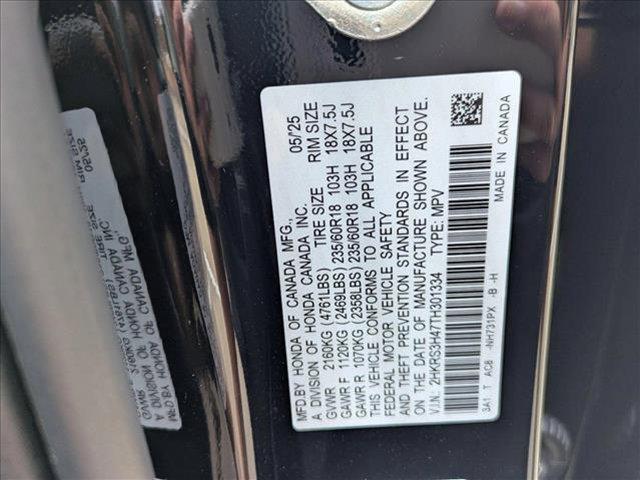 MFD.BY HONDA OF CANADA MFG., 05/25
A DIVISION OF HONDA CANADA INC.
TIRE SIZE RIM SIZE
GVWR 2160KG (4761LBS)
GAWR F 1120KG (2469LBS) 235/60R18 103H 18X7.5J
GAWR R 1070KG (2358LBS) 235/60R18 103H 18X7.5J
THIS VEHICLE CONFORMS TO ALL APPLICABLE
FEDERAL MOTOR VEHICLE SAFETY
AND THEFT PREVENTION STANDARDS IN EFFECT
ON THE DATE OF MANUFACTURE SHOWN ABOVE.
V.I.N. 2HKRS3H47TH301334 TYPE: MPV
3A1 T AC8 NH731PX -B -H
MADE IN CANADA